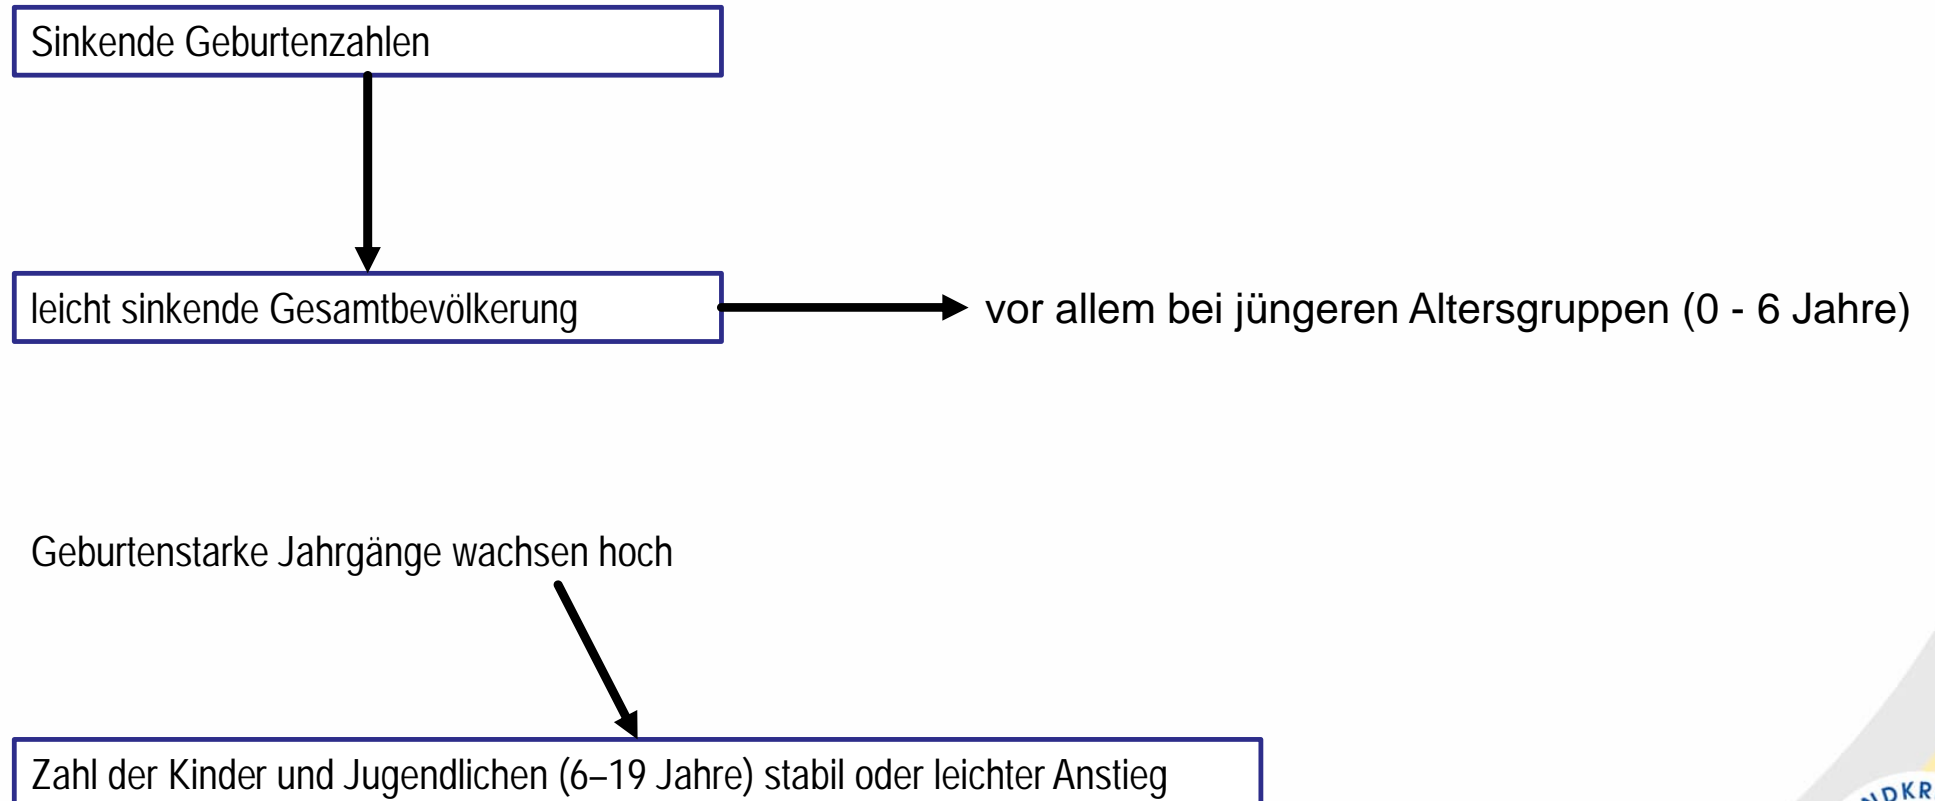 Sinkende Geburtenzahlen
leicht sinkende Gesamtbevölkerung
vor allem bei jüngeren Altersgruppen (0 - 6 Jahre)
Geburtenstarke Jahrgänge wachsen hoch
Zahl der Kinder und Jugendlichen (6–19 Jahre) stabil oder leichter Anstieg